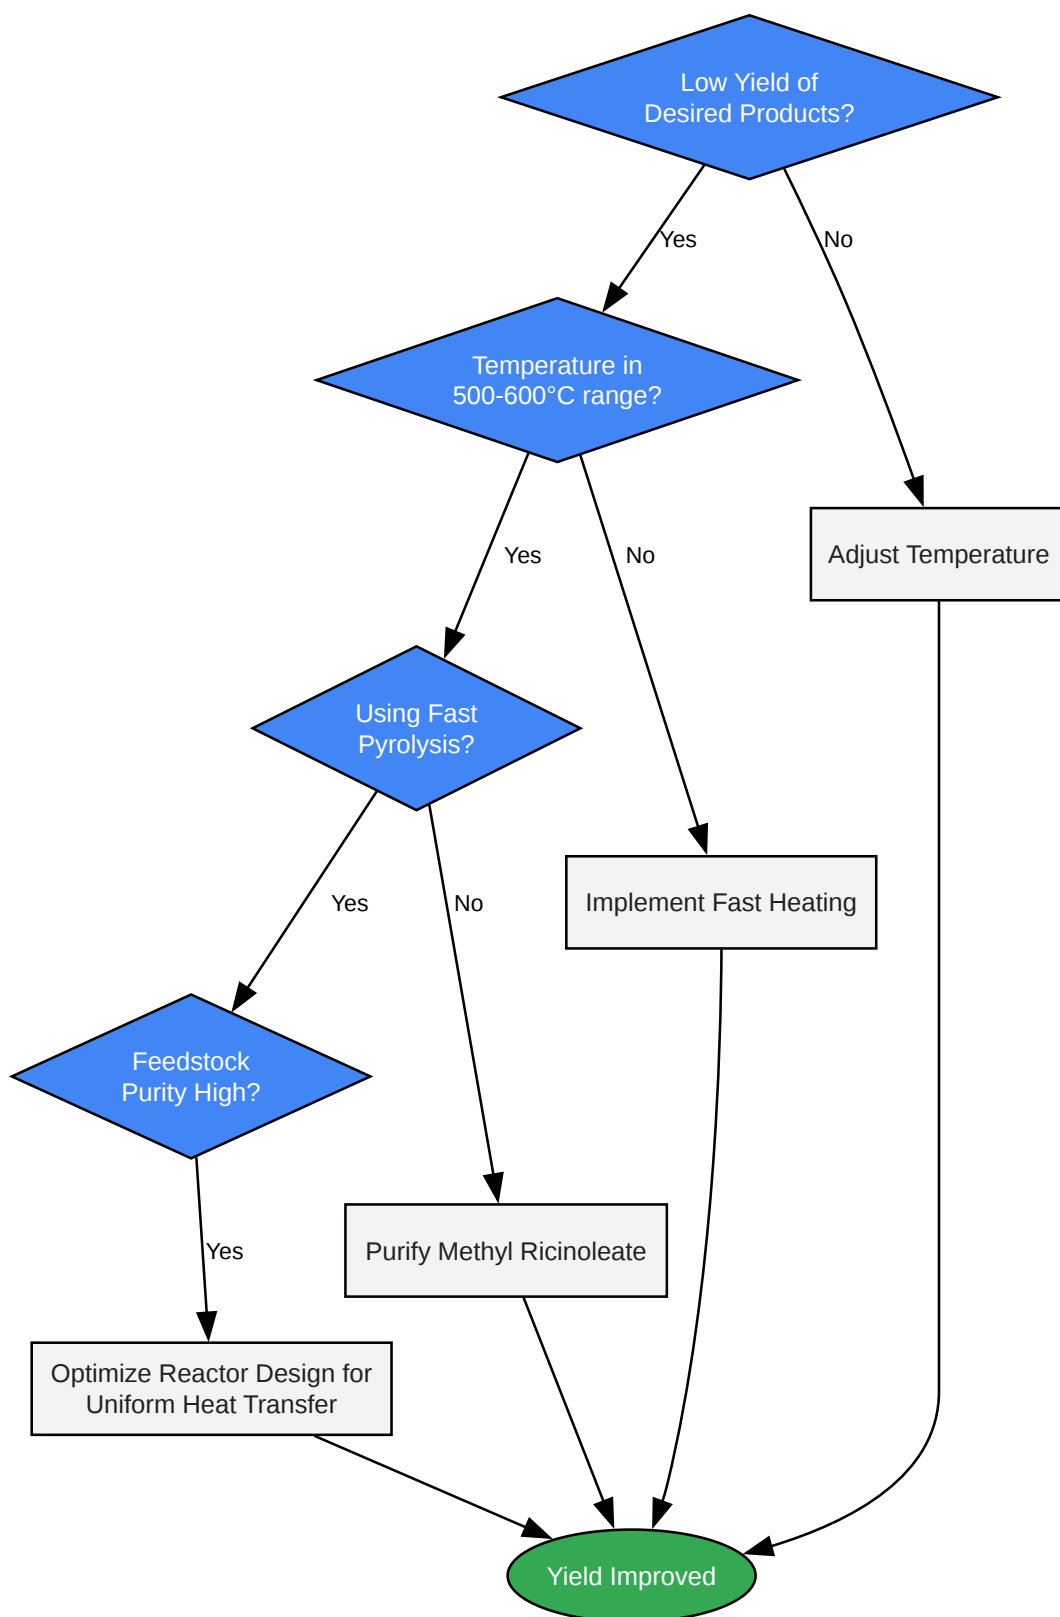 Low Yield of
Desired Products?
Yes
No
Temperature in
500-600°C range?
Yes
No
Adjust Temperature
Using Fast
Pyrolysis?
Yes
No
Implement Fast Heating
Feedstock
Purity High?
Yes
Purify Methyl Ricinoleate
Optimize Reactor Design for
Uniform Heat Transfer
Yield Improved